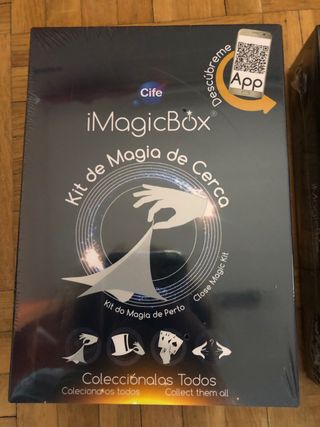 Cife
Descúbreme
App
iMagicBox®
Kit de Magia de Cerca
Kit do Magia de Perto
Close Magic Kit
Colecciónalos Todos
Coleciona os todos
Collect them all